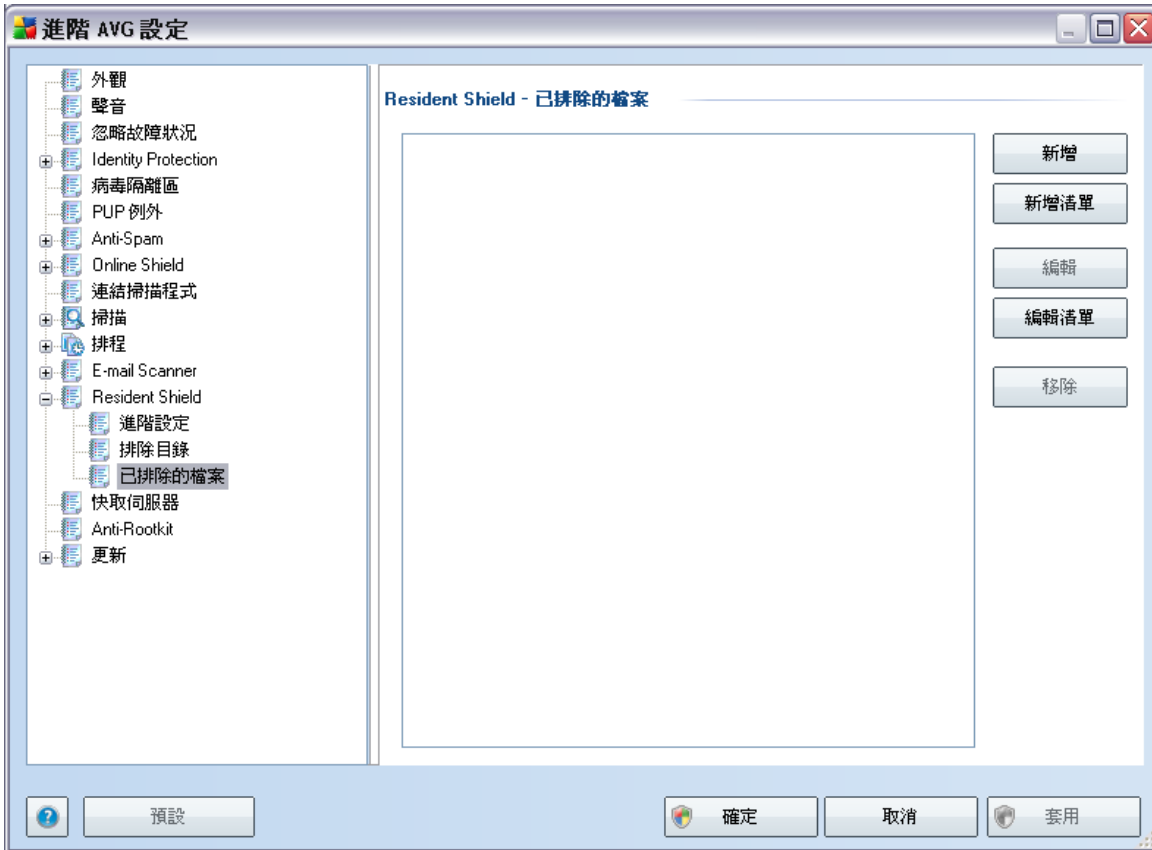 進階 AVG 設定
外觀
聲音
忽略故障狀況
Identity Protection
病毒隔離區
PUP 例外
Anti-Spam
Online Shield
連結掃描程式
掃描
排程
E-mail Scanner
Resident Shield
進階設定
排除目錄
已排除的檔案
快取伺服器
Anti-Rootkit
更新
Resident Shield - 已排除的檔案
新增
新增清單
編輯
編輯清單
移除
預設
確定
取消
套用